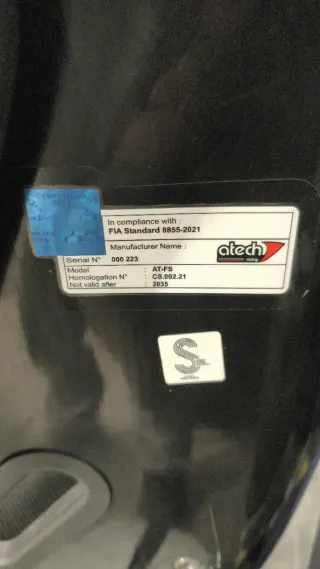 In compliance with :
FIA Standard 8855-2021
Manufacturer Name :
atech
racing
Serial N° 000 223
Model : AT-FS
Homologation N° : CS.002.21
Not valid after : 2035
S